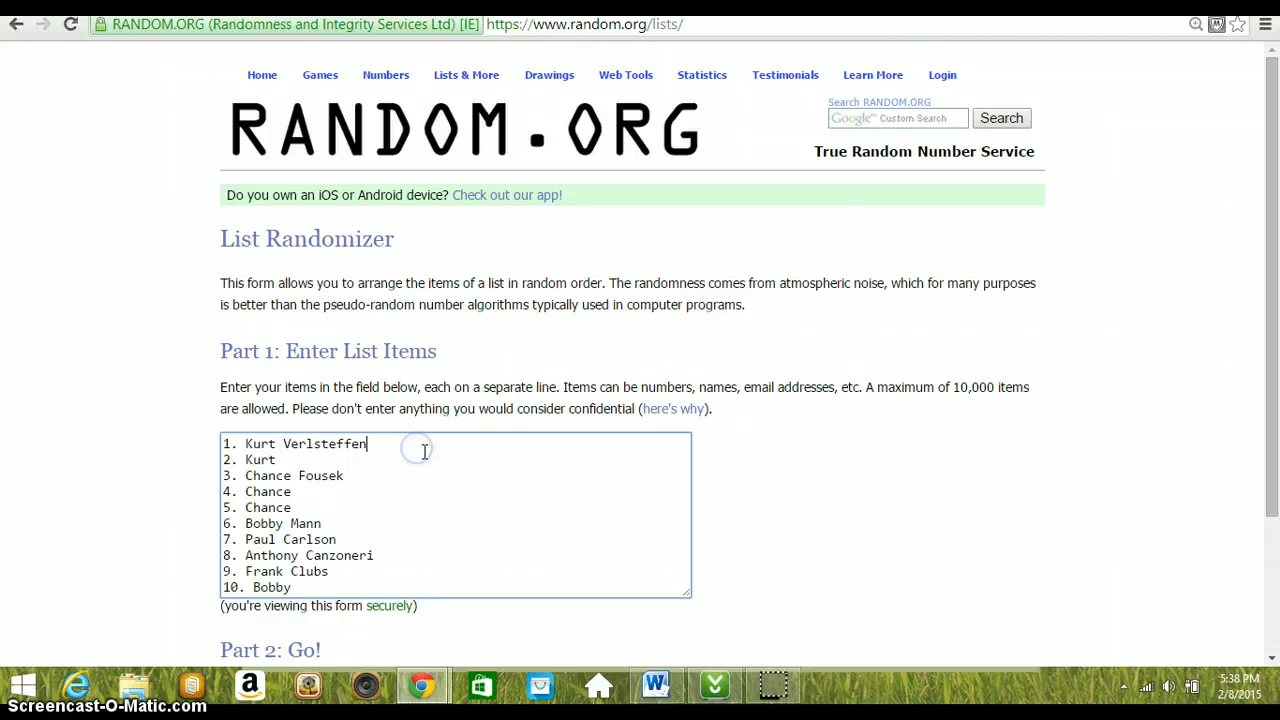 RANDOM.ORG (Randomness and Integrity Services Ltd) [IE] https://www.random.org/lists/
Home Games Numbers Lists & More Drawings Web Tools Statistics Testimonials Learn More Login
RANDOM.ORG
Search RANDOM.ORG
Google™ Custom Search Search
True Random Number Service
Do you own an iOS or Android device? Check out our app!
List Randomizer
This form allows you to arrange the items of a list in random order. The randomness comes from atmospheric noise, which for many purposes
is better than the pseudo-random number algorithms typically used in computer programs.
Part 1: Enter List Items
Enter your items in the field below, each on a separate line. Items can be numbers, names, email addresses, etc. A maximum of 10,000 items
are allowed. Please don't enter anything you would consider confidential (here's why).
1. Kurt Verlsteffen
2. Kurt
3. Chance Fousek
4. Chance
5. Chance
6. Bobby Mann
7. Paul Carlson
8. Anthony Canzoneri
9. Frank Clubs
10. Bobby
(you're viewing this form securely)
Part 2: Go!
5:38 PM
2/8/2015
Screencast-O-Matic.com